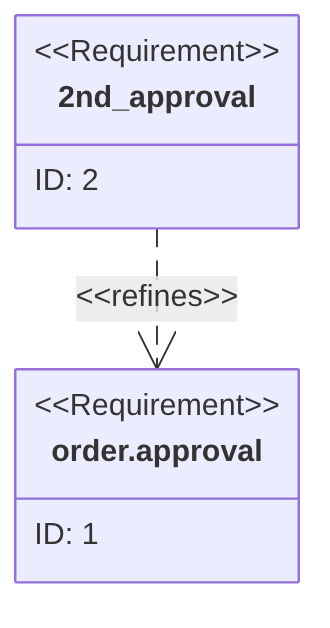 <<Requirement>>
2nd_approval
ID: 2
<<refines>>
<<Requirement>>
order.approval
ID: 1